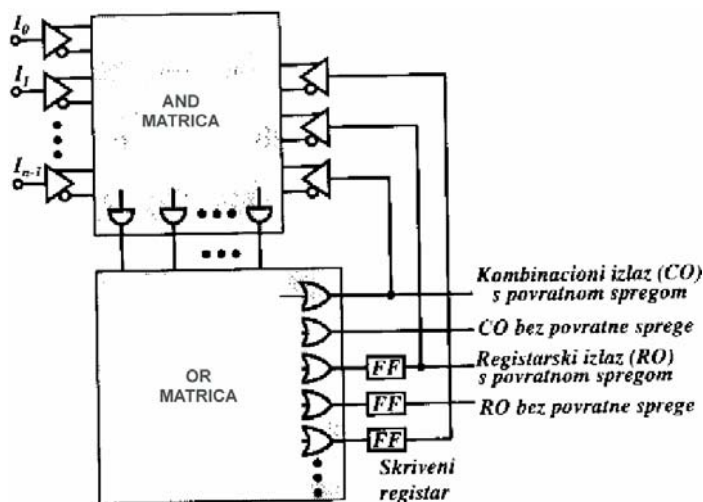 I0
I1
In-1
AND
MATRICA
OR
MATRICA
Kombinacioni izlaz (CO)
s povratnom spregom
CO bez povratne sprege
FF
Registarski izlaz (RO)
s povratnom spregom
FF
RO bez povratne sprege
FF
Skriveni
registar